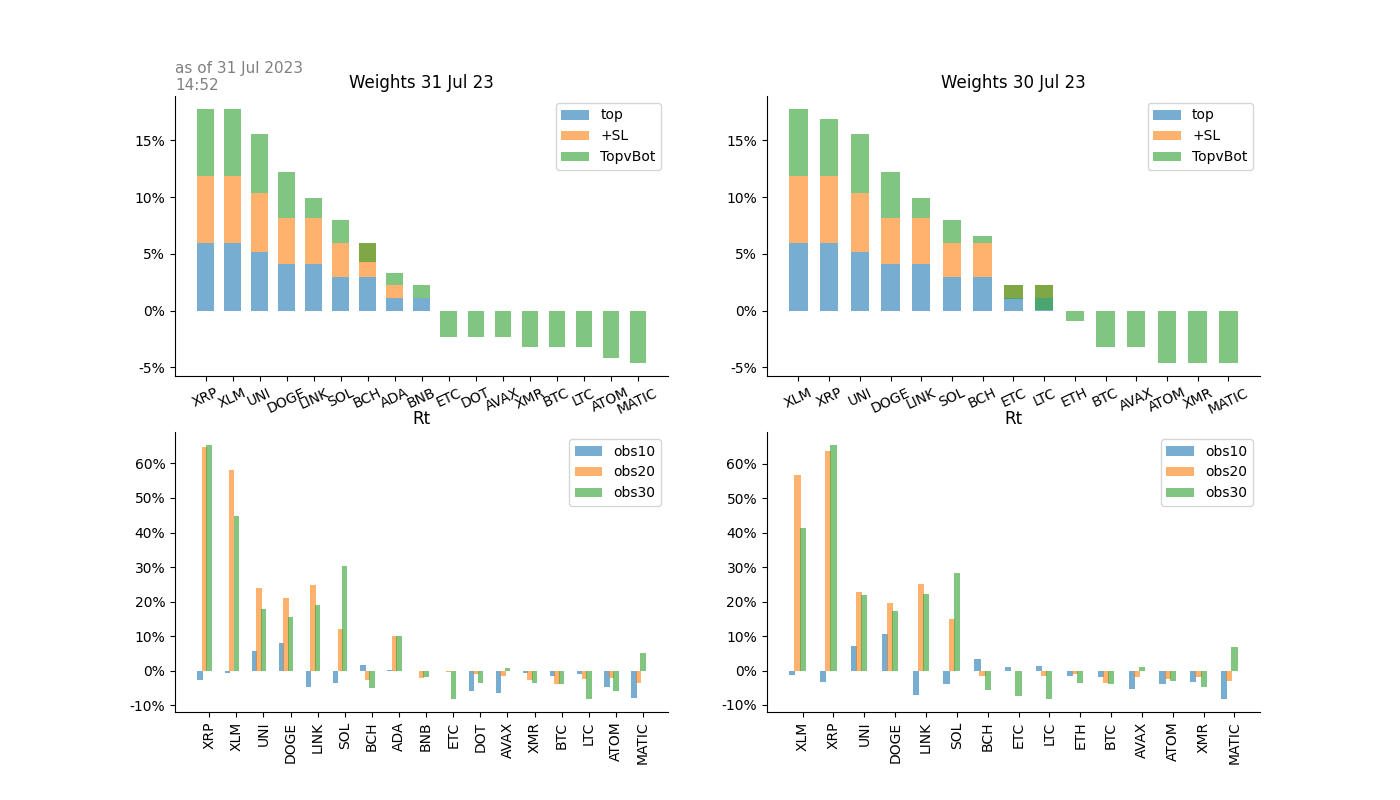 as of 31 Jul 2023
14:52
Weights 31 Jul 23
15%
10%
5%
0%
-5%
top
+SL
TopvBot
XRP XLM UNI DOGE LINK SOL BCH ADA BNB ETC DOT AVAX XMR BTC LTC ATOM MATIC
Weights 30 Jul 23
15%
10%
5%
0%
-5%
top
+SL
TopvBot
XLM XRP UNI DOGE LINK SOL BCH ETC LTC ETH BTC AVAX ATOM XMR MATIC
Rt
60%
50%
40%
30%
20%
10%
0%
-10%
obs10
obs20
obs30
XRP XLM UNI DOGE LINK SOL BCH ADA BNB ETC DOT AVAX XMR BTC LTC ATOM MATIC
Rt
60%
50%
40%
30%
20%
10%
0%
-10%
obs10
obs20
obs30
XLM XRP UNI DOGE LINK SOL BCH ETC LTC ETH BTC AVAX ATOM XMR MATIC